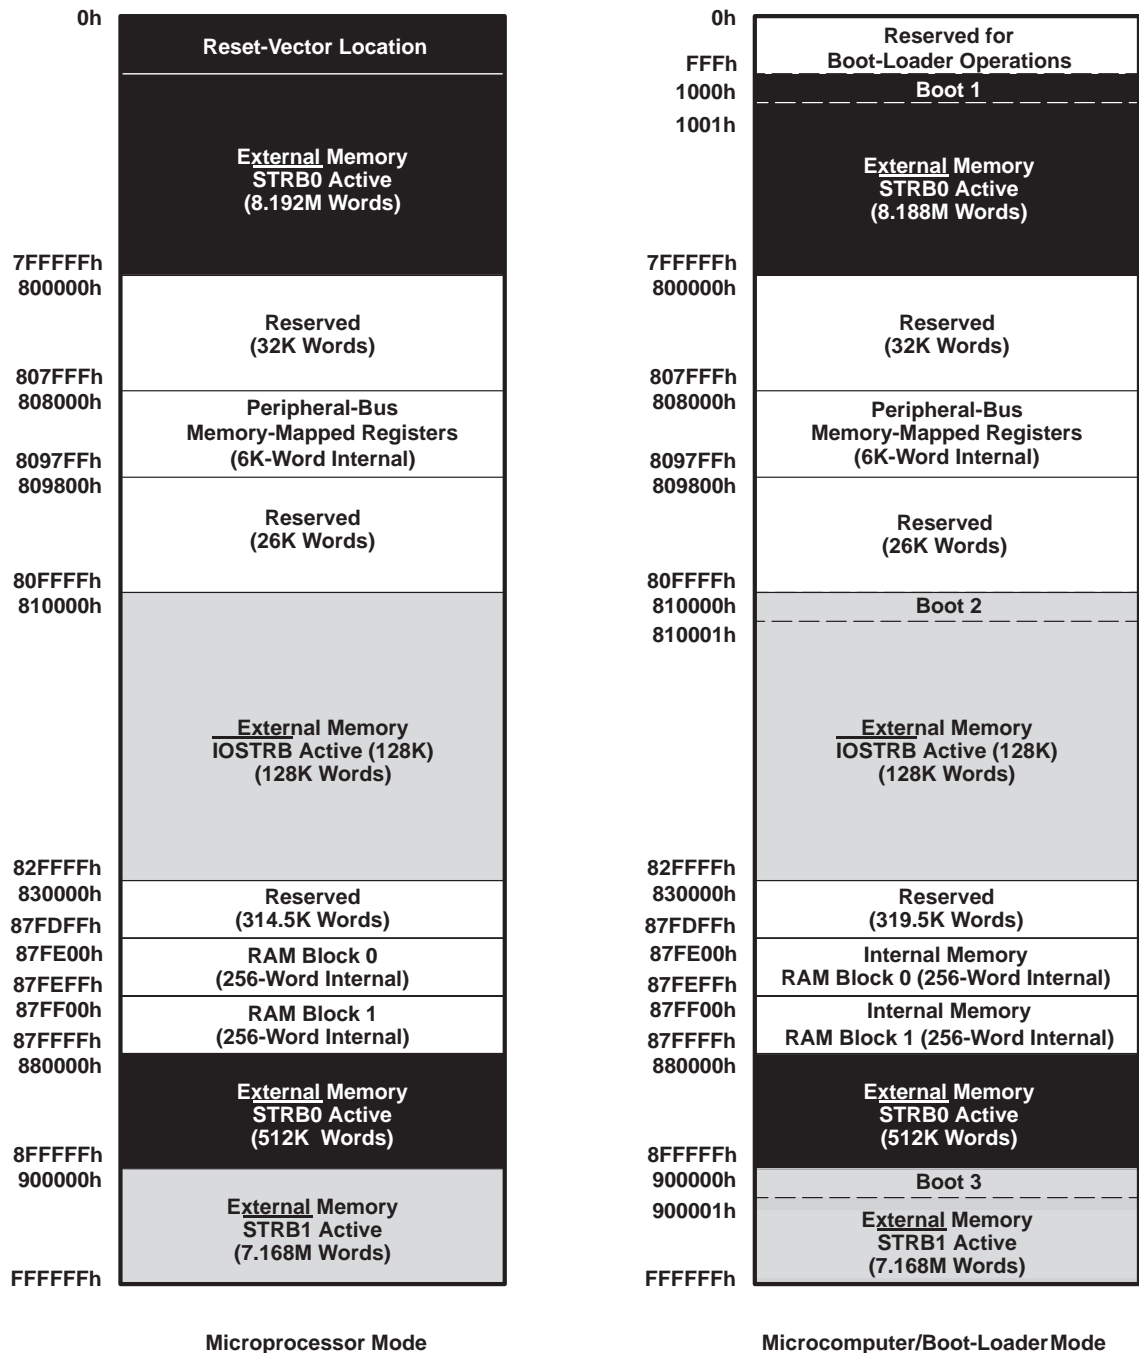 0h
Reset-Vector Location
External Memory
STRB0 Active
(8.192M Words)
7FFFFFh
800000h
Reserved
(32K Words)
807FFFh
808000h
Peripheral-Bus
Memory-Mapped Registers
(6K-Word Internal)
8097FFh
809800h
Reserved
(26K Words)
80FFFFh
810000h
External Memory
IOSTRB Active (128K)
(128K Words)
82FFFFh
830000h
Reserved
(314.5K Words)
87FDFFh
87FE00h
RAM Block 0
(256-Word Internal)
87FEFFh
87FF00h
RAM Block 1
(256-Word Internal)
87FFFFh
880000h
External Memory
STRB0 Active
(512K Words)
8FFFFFh
900000h
External Memory
STRB1 Active
(7.168M Words)
FFFFFFh
Microprocessor Mode
0h
Reserved for
Boot-Loader Operations
FFFh
1000h
Boot 1
1001h
External Memory
STRB0 Active
(8.188M Words)
7FFFFFh
800000h
Reserved
(32K Words)
807FFFh
808000h
Peripheral-Bus
Memory-Mapped Registers
(6K-Word Internal)
8097FFh
809800h
Reserved
(26K Words)
80FFFFh
810000h
Boot 2
810001h
External Memory
IOSTRB Active (128K)
(128K Words)
82FFFFh
830000h
Reserved
(319.5K Words)
87FDFFh
87FE00h
Internal Memory
RAM Block 0 (256-Word Internal)
87FEFFh
87FF00h
Internal Memory
RAM Block 1 (256-Word Internal)
87FFFFh
880000h
External Memory
STRB0 Active
(512K Words)
8FFFFFh
900000h
Boot 3
900001h
External Memory
STRB1 Active
(7.168M Words)
FFFFFFh
Microcomputer/Boot-Loader Mode